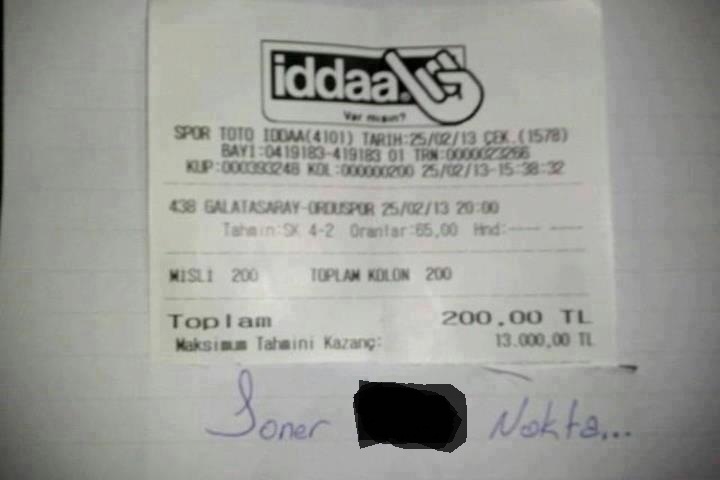 iddaa
Var mısın?
SPOR TOTO IDDAA(4101) TARIH:25/02/13 ÇEK.(1578)
BAYI:0419183-419183 01 TRN:0000023266
KUP:000393248 KOL:000000200 25/02/13-15:38:32
438 GALATASARAY-ORDUSPOR 25/02/13 20:00
Tahmin:SK 4-2 Oranlar:65,00 Hnd:--- ---
MISLI 200 TOPLAM KOLON 200
Toplam 200.00 TL
Maksimum Tahmini Kazanç: 13.000,00 TL
Soner Nokta...